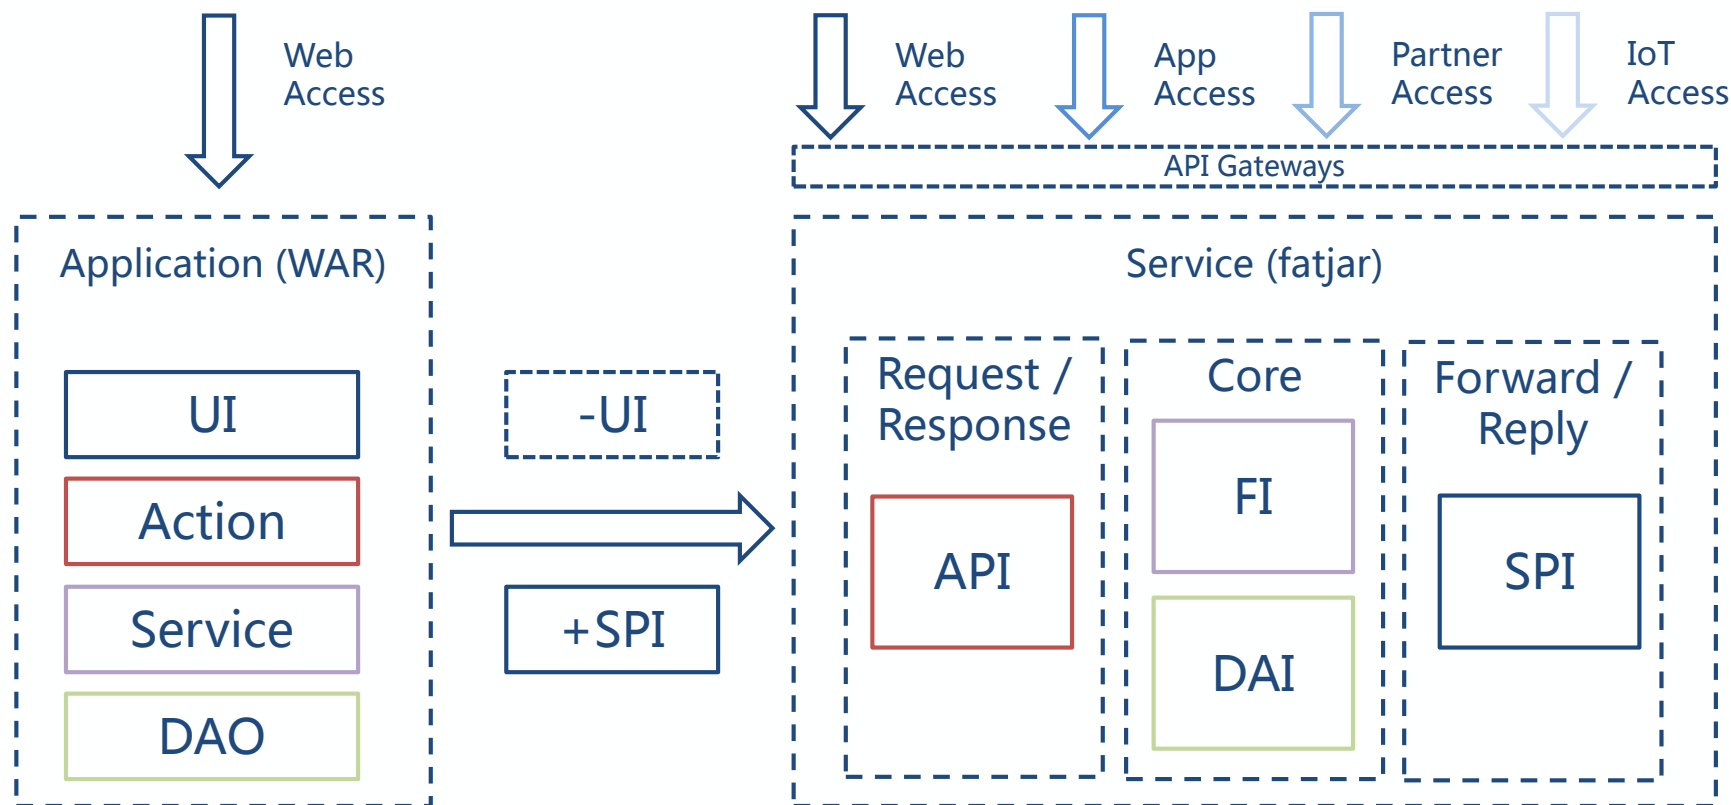 Web
Access
Application (WAR)
UI
Action
Service
DAO
-UI
+SPI
Web
Access
App
Access
Partner
Access
IoT
Access
API Gateways
Service (fatjar)
Request /
Response
API
Core
FI
DAI
Forward /
Reply
SPI